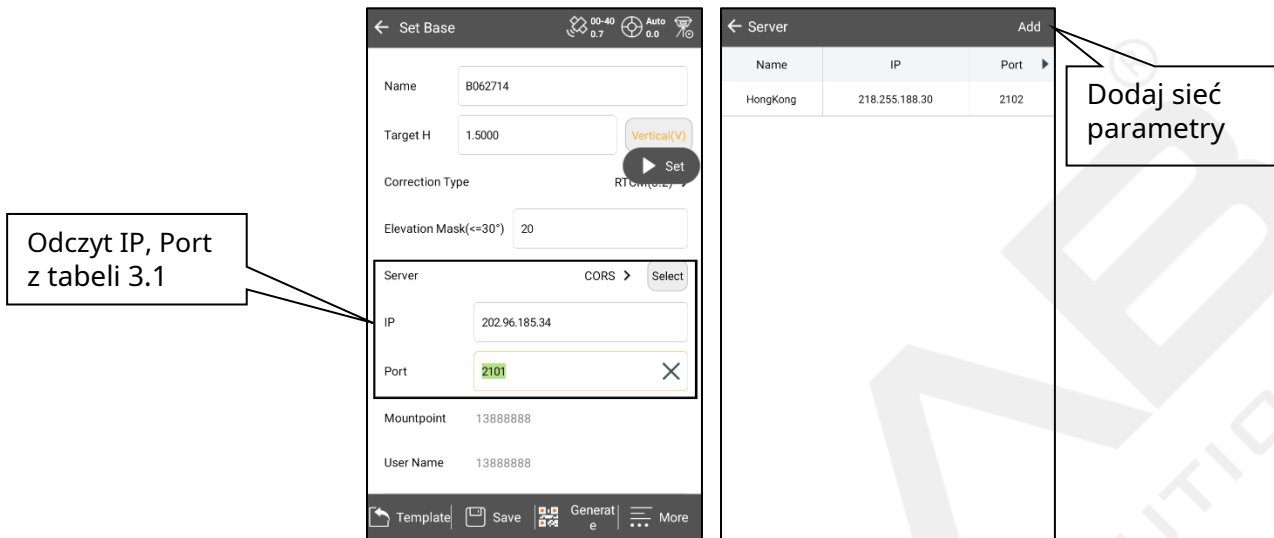 Set Base
00-40
0.7
Auto
0.0
Name
B062714
Target H
1.5000
Vertical(V)
Set
Correction Type
Elevation Mask(<=30°)
20
Server
CORS
Select
IP
202.96.185.34
Port
2101
Mountpoint
13888888
User Name
13888888
Template
Save
Generat
e
More
Server
Add
Name IP Port
HongKong 218.255.188.30 2102
Odczyt IP, Port
z tabeli 3.1
Dodaj sieć
parametry
®